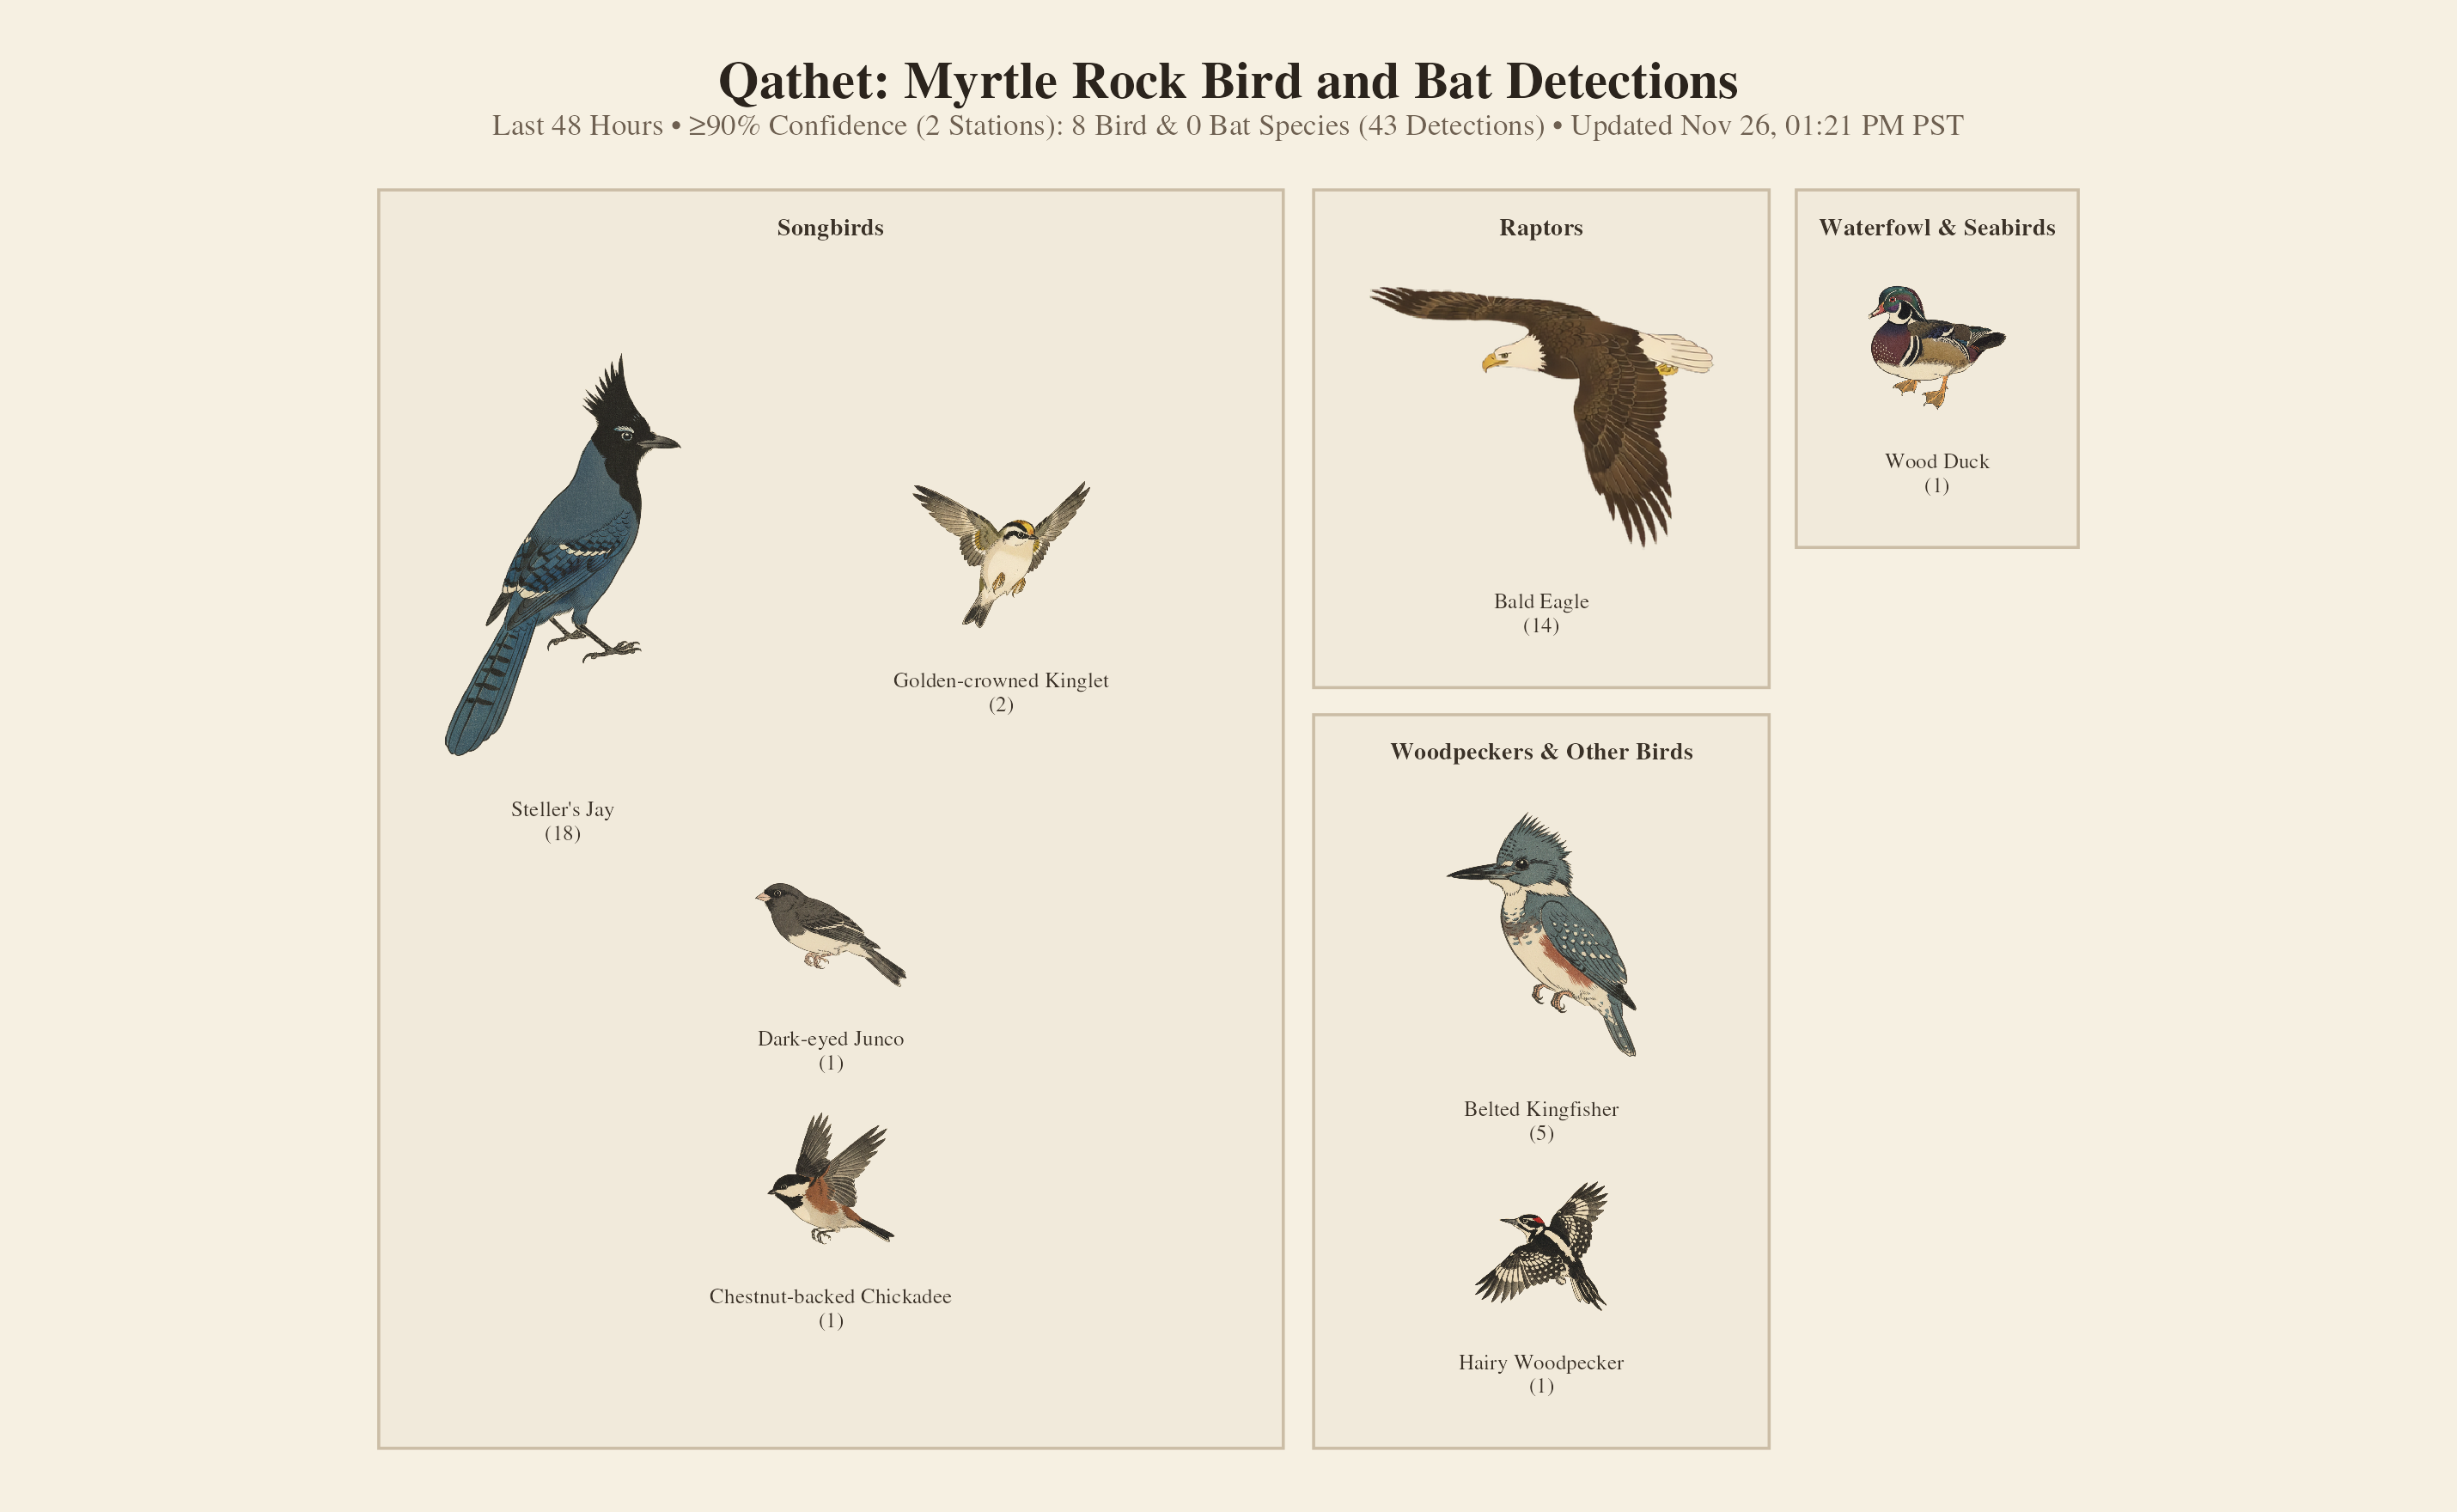 Qathet: Myrtle Rock Bird and Bat Detections
Last 48 Hours • ≥90% Confidence (2 Stations): 8 Bird & 0 Bat Species (43 Detections) • Updated Nov 26, 01:21 PM PST
Songbirds
Steller's Jay
(18)
Golden-crowned Kinglet
(2)
Dark-eyed Junco
(1)
Chestnut-backed Chickadee
(1)
Raptors
Bald Eagle
(14)
Woodpeckers & Other Birds
Belted Kingfisher
(5)
Hairy Woodpecker
(1)
Waterfowl & Seabirds
Wood Duck
(1)